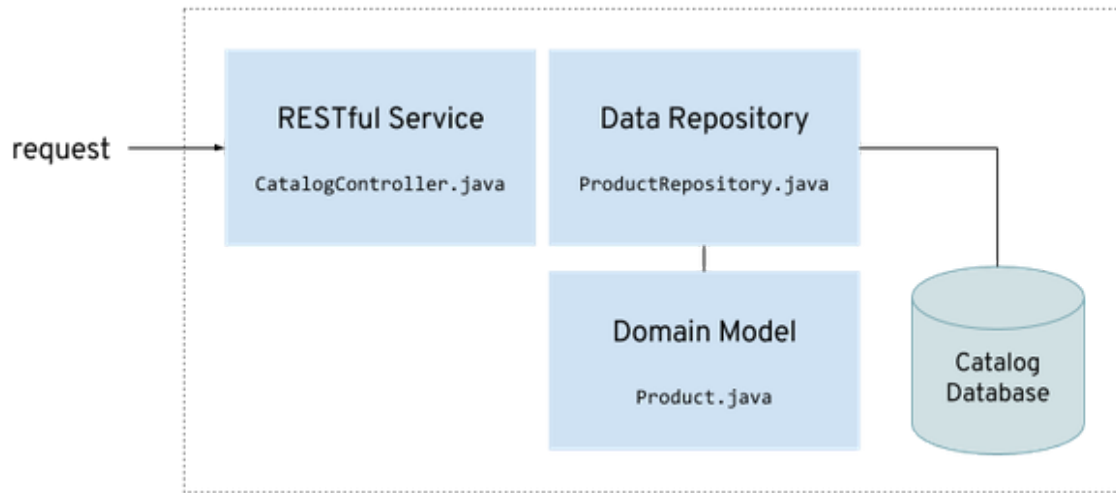 request
RESTful Service
CatalogController.java
Data Repository
ProductRepository.java
Domain Model
Product.java
Catalog
Database